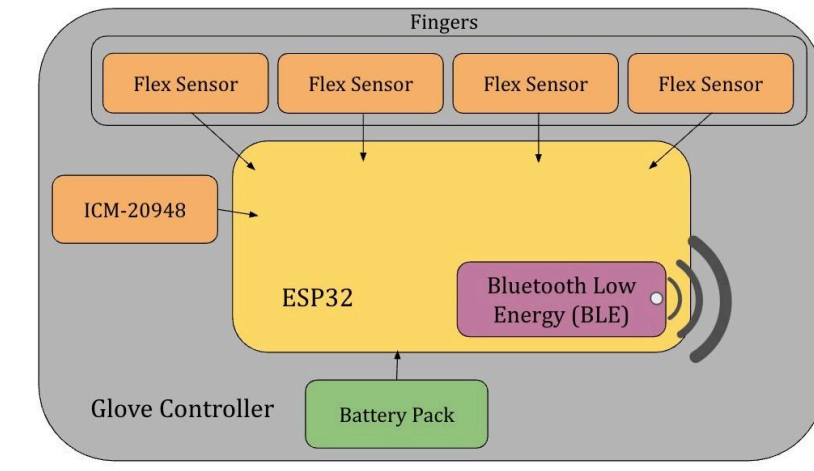 Fingers
Flex Sensor
Flex Sensor
Flex Sensor
Flex Sensor
ICM-20948
ESP32
Bluetooth Low
Energy (BLE)
Glove Controller
Battery Pack